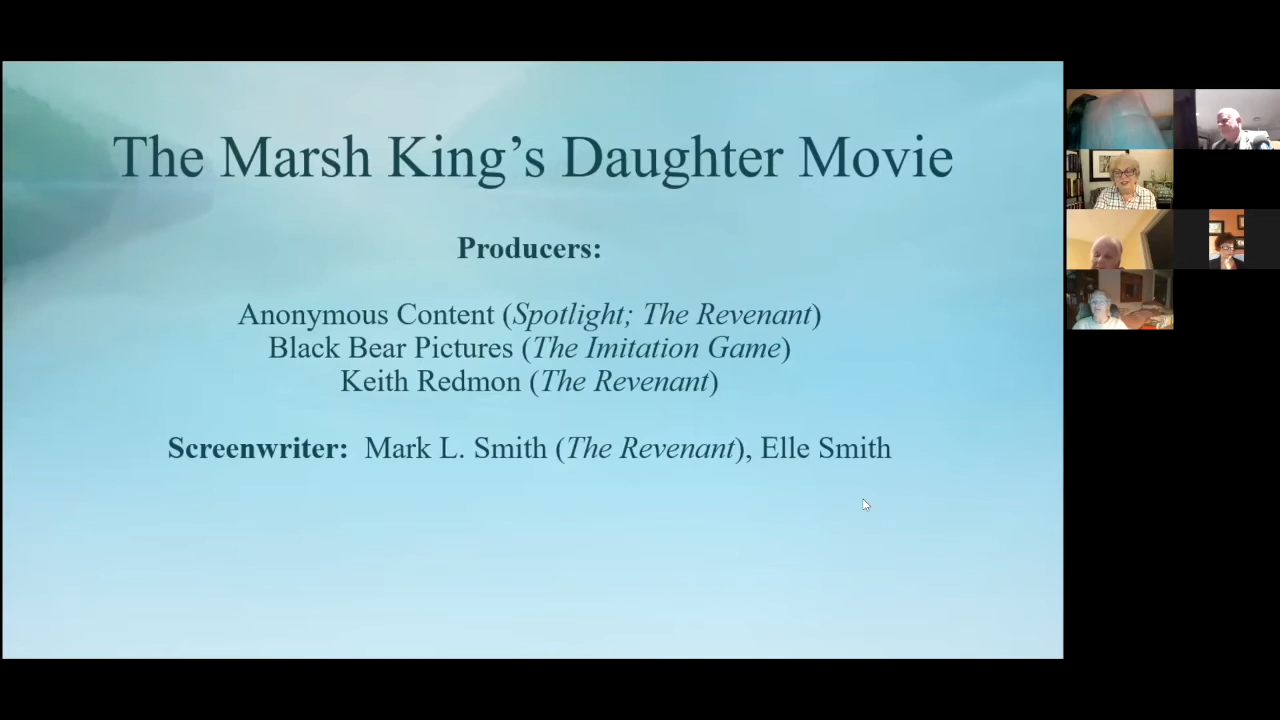 The Marsh King’s Daughter Movie
Producers:
Anonymous Content (Spotlight; The Revenant)
Black Bear Pictures (The Imitation Game)
Keith Redmon (The Revenant)
Screenwriter: Mark L. Smith (The Revenant), Elle Smith